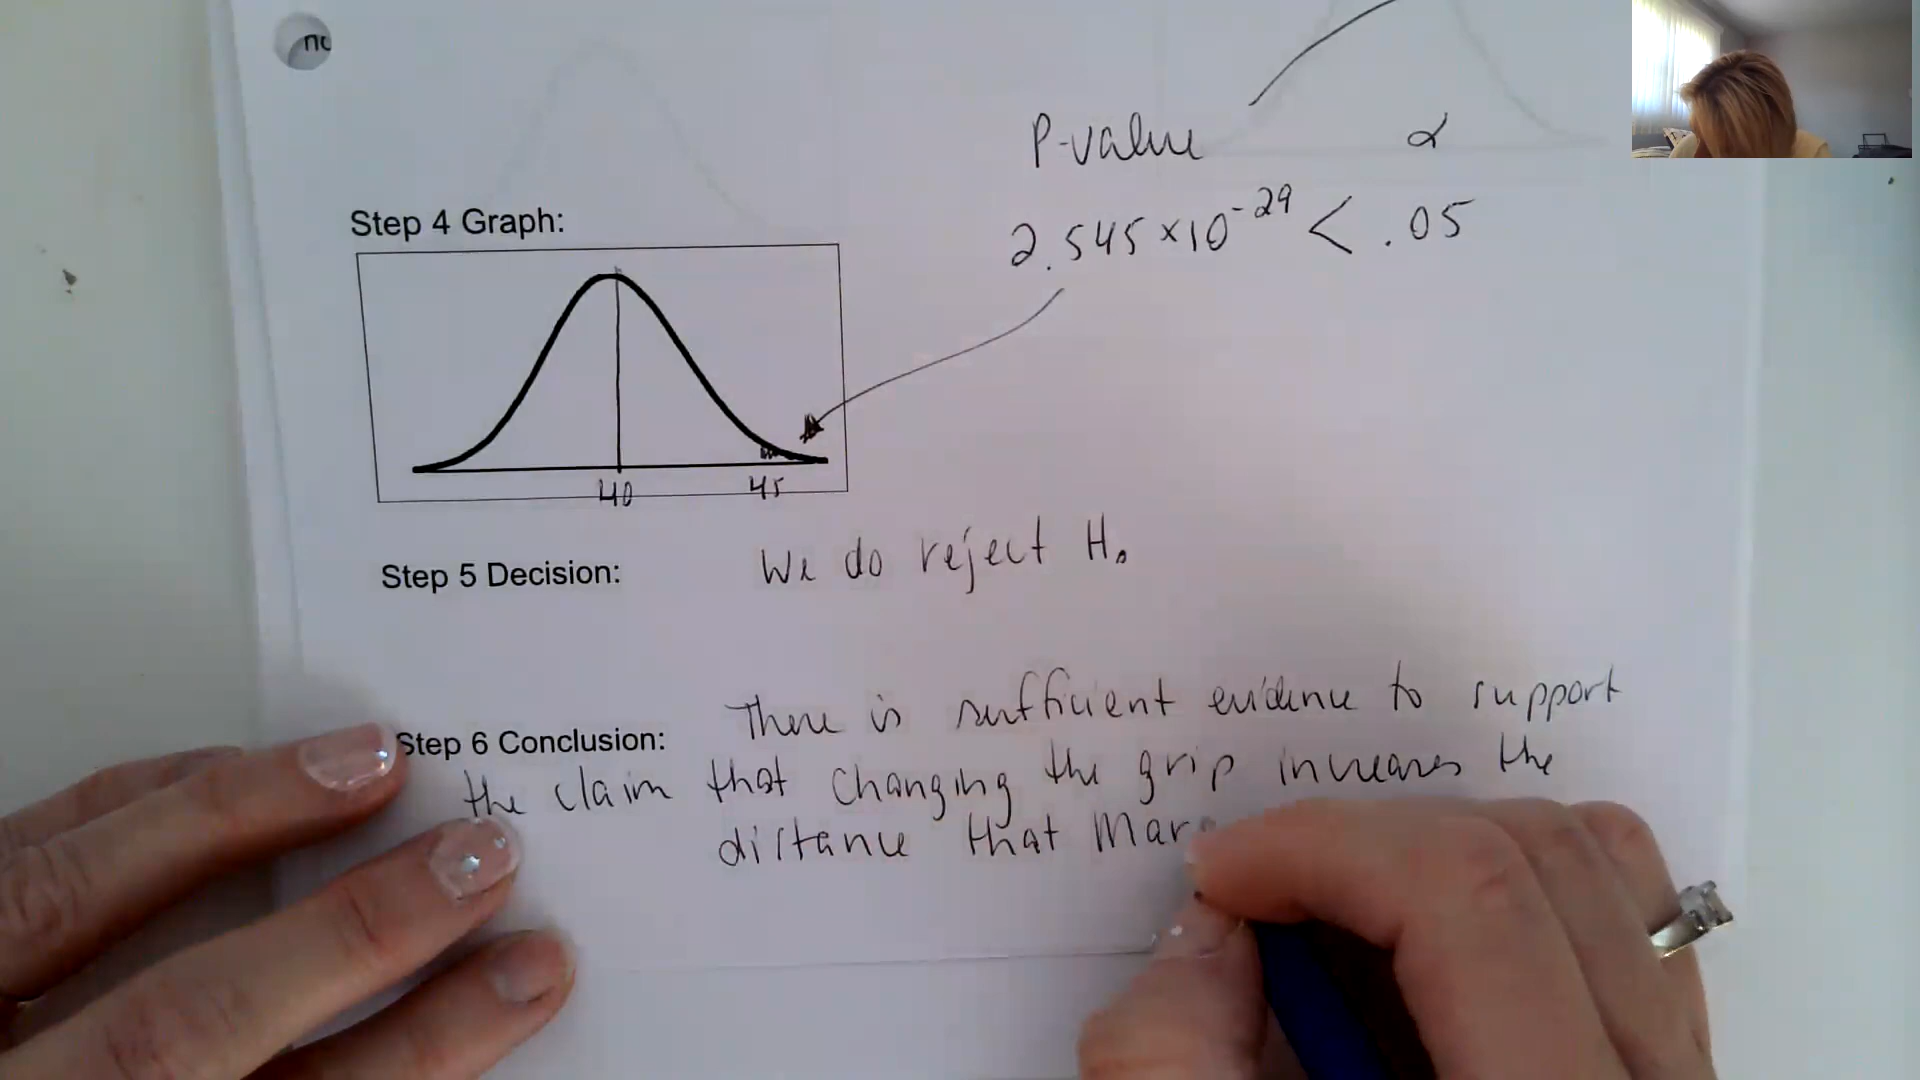 nc
P-value α
2.545×10⁻²⁹ < .05
Step 4 Graph:
40 45
Step 5 Decision: We do reject H₀
Step 6 Conclusion: There is sufficient evidence to support
the claim that changing the grip increases the
distance that Mar